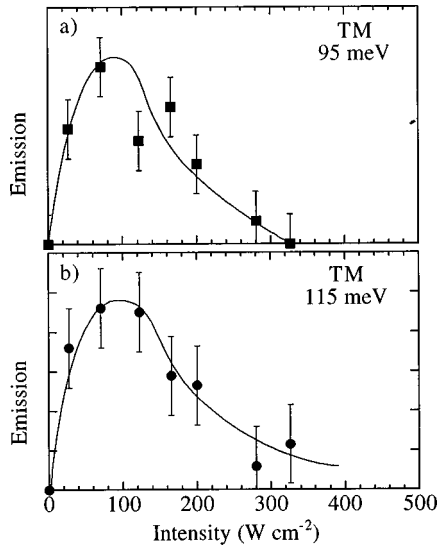 a)
TM
95 meV
Emission
b)
TM
115 meV
Emission
0 100 200 300 400 500
Intensity (W cm-2)